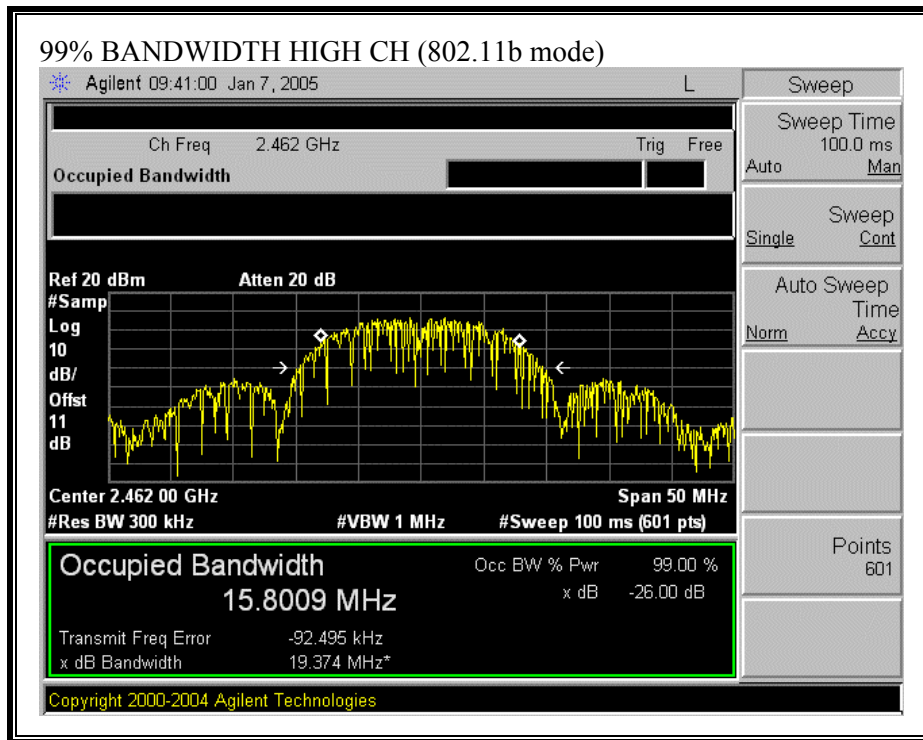 99% BANDWIDTH HIGH CH (802.11b mode)
Agilent 09:41:00 Jan 7, 2005 L
Ch Freq 2.462 GHz Trig Free
Occupied Bandwidth
Ref 20 dBm Atten 20 dB
#Samp
Log
10
dB/
Offst
11
dB
Center 2.462 00 GHz Span 50 MHz
#Res BW 300 kHz #VBW 1 MHz #Sweep 100 ms (601 pts)
Occupied Bandwidth Occ BW % Pwr 99.00 %
15.8009 MHz x dB -26.00 dB
Transmit Freq Error -92.495 kHz
x dB Bandwidth 19.374 MHz*
Copyright 2000-2004 Agilent Technologies
Sweep
Sweep Time
100.0 ms
Auto Man
Sweep
Single Cont
Auto Sweep
Time
Norm Accy
Points
601